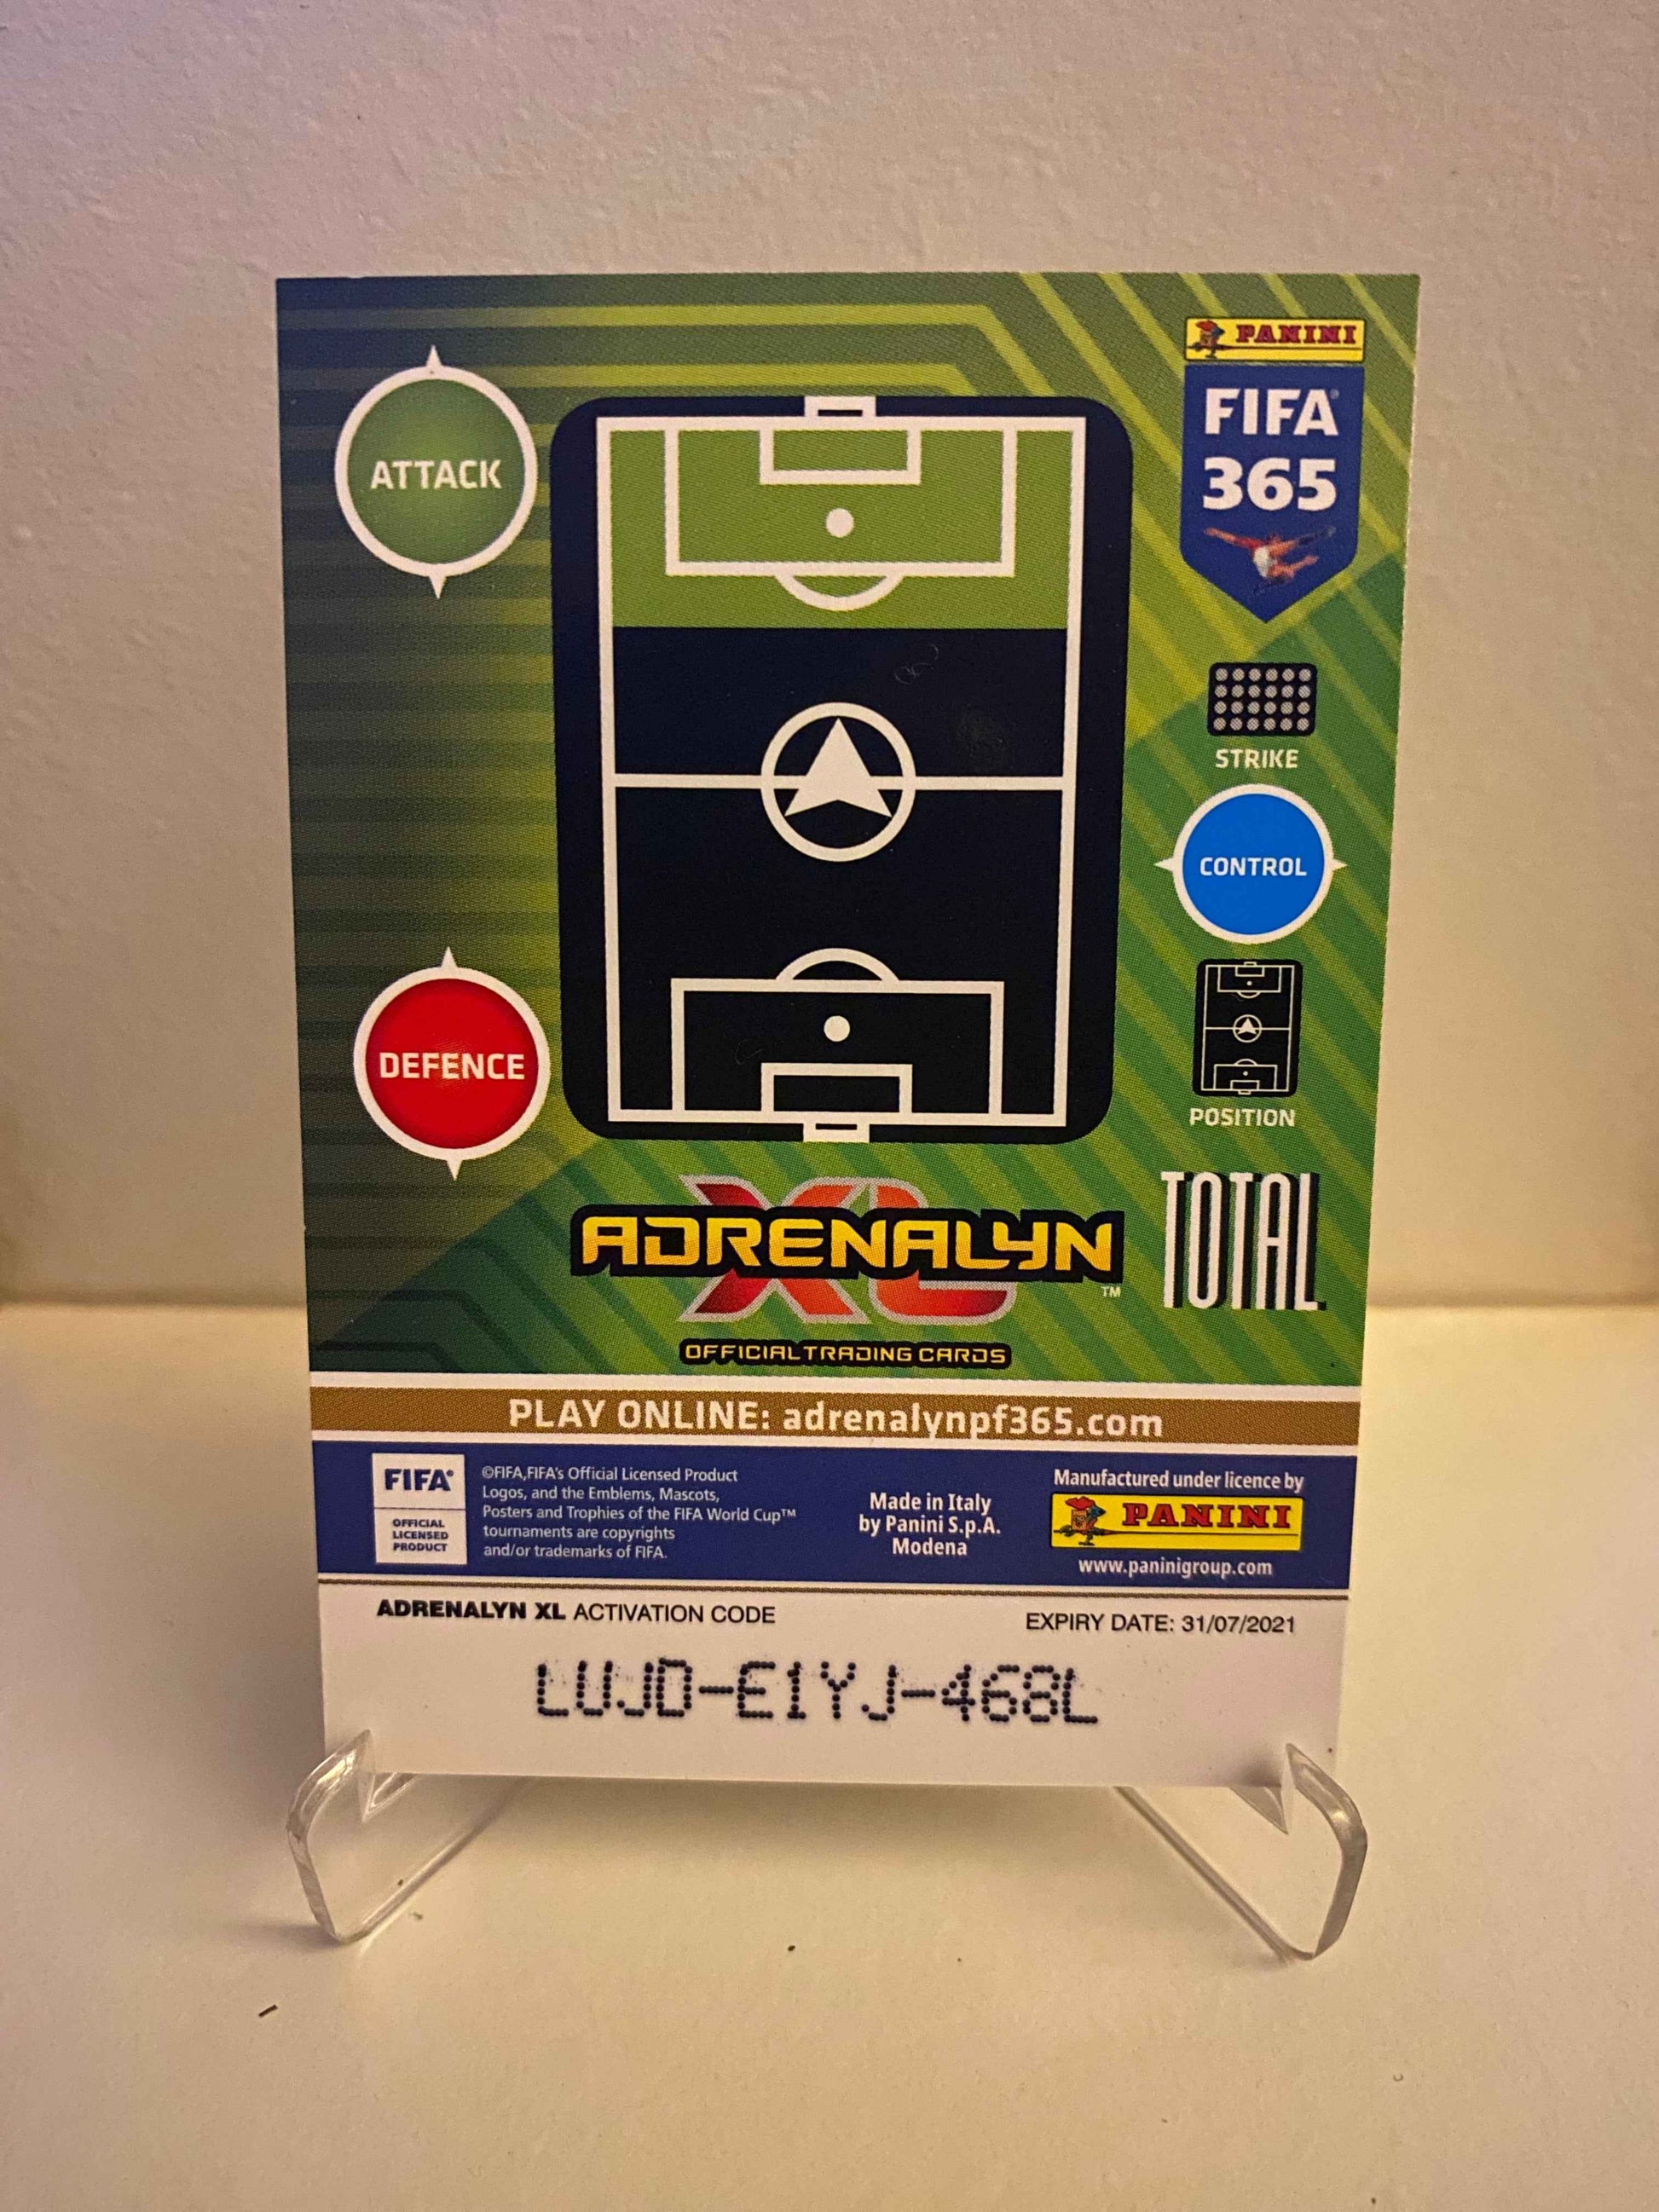 PANINI
FIFA
365
ATTACK
STRIKE
CONTROL
DEFENCE
POSITION
XL
ADRENALYN
™
TOTAL
OFFICIAL TRADING CARDS
PLAY ONLINE: adrenalynpf365.com
FIFA®
OFFICIAL
LICENSED
PRODUCT
©FIFA,FIFA's Official Licensed Product
Logos, and the Emblems, Mascots,
Posters and Trophies of the FIFA World Cup™
tournaments are copyrights
and/or trademarks of FIFA.
Made in Italy
by Panini S.p.A.
Modena
Manufactured under licence by
PANINI
www.paninigroup.com
ADRENALYN XL ACTIVATION CODE
EXPIRY DATE: 31/07/2021
LUJD-E1YJ-468L